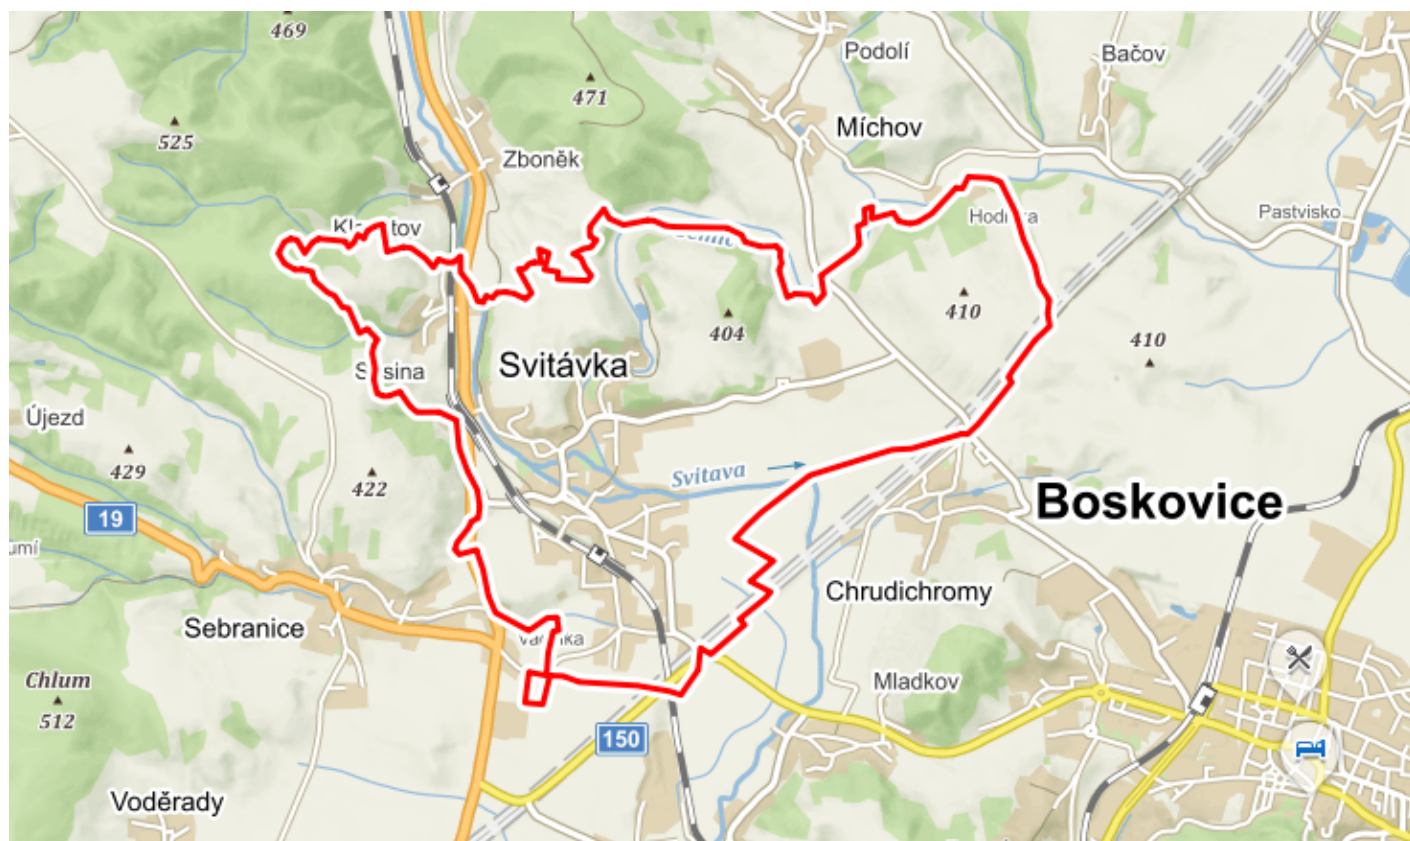 469
Podolí
Bačov
471
Míchov
525
Zboněk
Pastvisko
410
404
410
Svitávka
Újezd
429
422
Svitava
Boskovice
19
Chrudichromy
Sebranice
Mladkov
Chlum
512
150
Voděrady